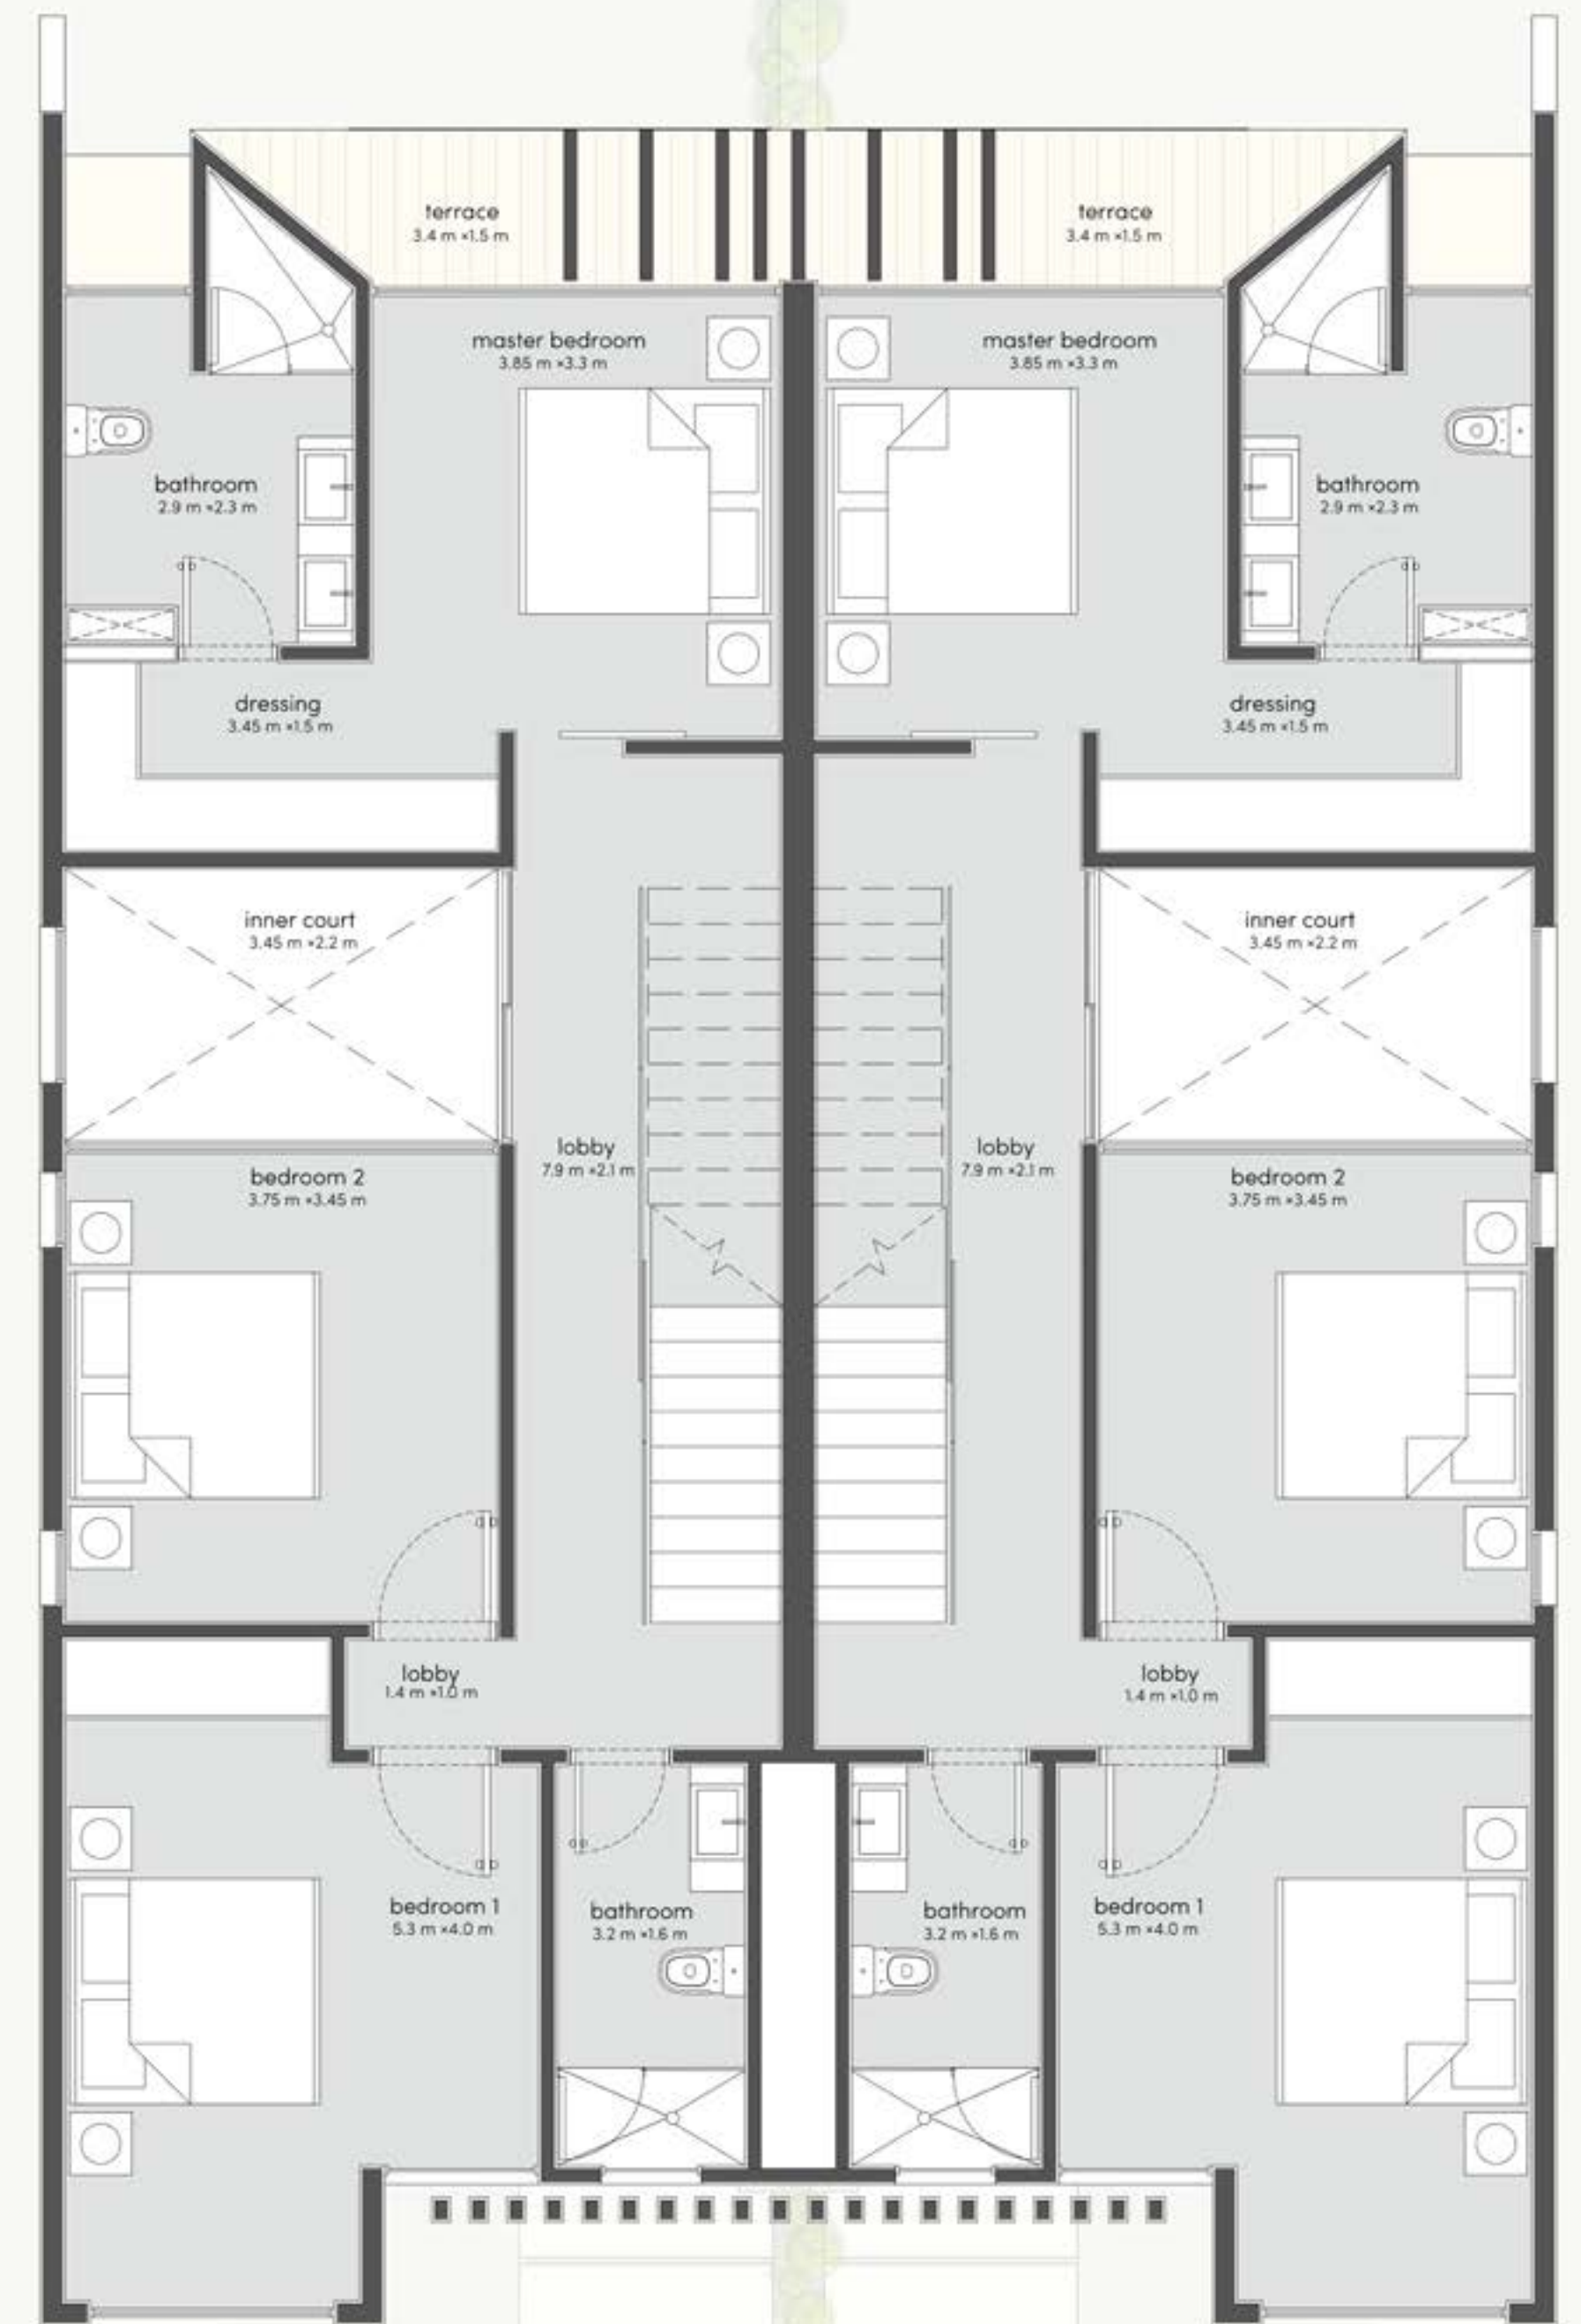 terrace
3.4 m ×1.5 m
terrace
3.4 m ×1.5 m
master bedroom
3.85 m ×3.3 m
master bedroom
3.85 m ×3.3 m
bathroom
2.9 m ×2.3 m
bathroom
2.9 m ×2.3 m
dressing
3.45 m ×1.5 m
dressing
3.45 m ×1.5 m
inner court
3.45 m ×2.2 m
inner court
3.45 m ×2.2 m
lobby
7.9 m ×2.1 m
lobby
7.9 m ×2.1 m
bedroom 2
3.75 m ×3.45 m
bedroom 2
3.75 m ×3.45 m
lobby
1.4 m ×1.0 m
lobby
1.4 m ×1.0 m
bedroom 1
5.3 m ×4.0 m
bathroom
3.2 m ×1.6 m
bathroom
3.2 m ×1.6 m
bedroom 1
5.3 m ×4.0 m